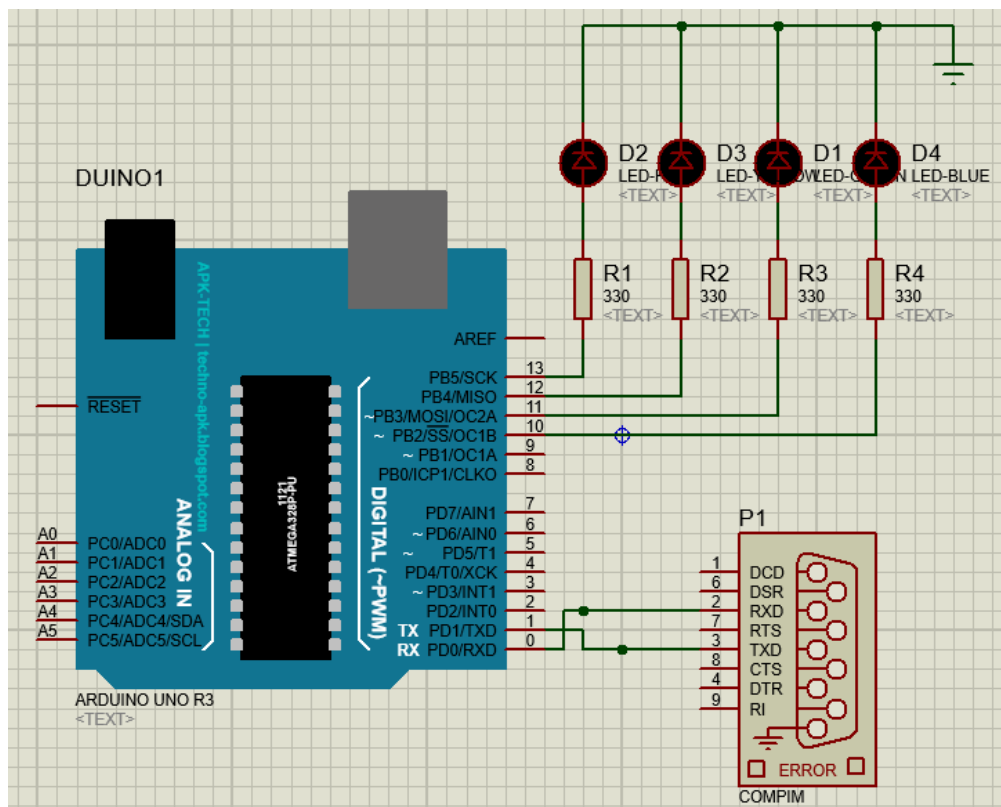 DUINO1
D2
LED-R
<TEXT>
D3
LED-Y
<TEXT>
D1
LED-G
<TEXT>
D4
LED-BLUE
<TEXT>
R1
330
<TEXT>
R2
330
<TEXT>
R3
330
<TEXT>
R4
330
<TEXT>
APK-TECH | techno-apk.blogspot.com
RESET
1121
ATMEGA328P-PU
ANALOG IN
DIGITAL (~PWM)
AREF
PB5/SCK 13
PB4/MISO 12
~PB3/MOSI/OC2A 11
~ PB2/SS/OC1B 10
~ PB1/OC1A 9
PB0/ICP1/CLKO 8
PD7/AIN1 7
~ PD6/AIN0 6
~ PD5/T1 5
PD4/T0/XCK 4
~ PD3/INT1 3
PD2/INT0 2
TX PD1/TXD 1
RX PD0/RXD 0
A0 PC0/ADC0
A1 PC1/ADC1
A2 PC2/ADC2
A3 PC3/ADC3
A4 PC4/ADC4/SDA
A5 PC5/ADC5/SCL
ARDUINO UNO R3
<TEXT>
P1
1 DCD
6 DSR
2 RXD
7 RTS
3 TXD
8 CTS
4 DTR
9 RI
ERROR
COMPIM